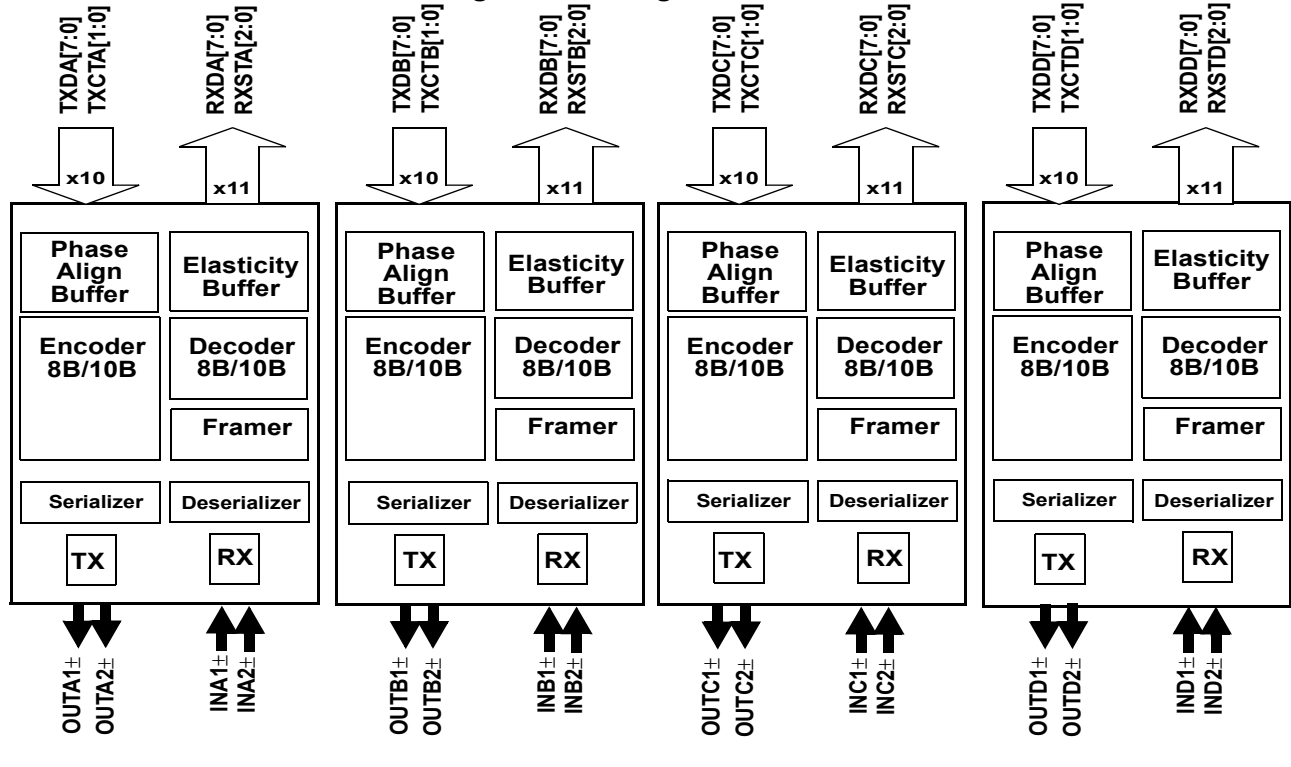 TXDA[7:0]
TXCTA[1:0]
RXDA[7:0]
RXSTA[2:0]
TXDB[7:0]
TXCTB[1:0]
RXDB[7:0]
RXSTB[2:0]
TXDC[7:0]
TXCTC[1:0]
RXDC[7:0]
RXSTC[2:0]
TXDD[7:0]
TXCTD[1:0]
RXDD[7:0]
RXSTD[2:0]
x10
x11
x10
x11
x10
x11
x10
x11
Phase
Align
Buffer
Elasticity
Buffer
Phase
Align
Buffer
Elasticity
Buffer
Phase
Align
Buffer
Elasticity
Buffer
Phase
Align
Buffer
Elasticity
Buffer
Encoder
8B/10B
Decoder
8B/10B
Encoder
8B/10B
Decoder
8B/10B
Encoder
8B/10B
Decoder
8B/10B
Encoder
8B/10B
Decoder
8B/10B
Framer
Framer
Framer
Framer
Serializer
Deserializer
Serializer
Deserializer
Serializer
Deserializer
Serializer
Deserializer
TX
RX
TX
RX
TX
RX
TX
RX
OUTA1±
OUTA2±
INA1±
INA2±
OUTB1±
OUTB2±
INB1±
INB2±
OUTC1±
OUTC2±
INC1±
INC2±
OUTD1±
OUTD2±
IND1±
IND2±